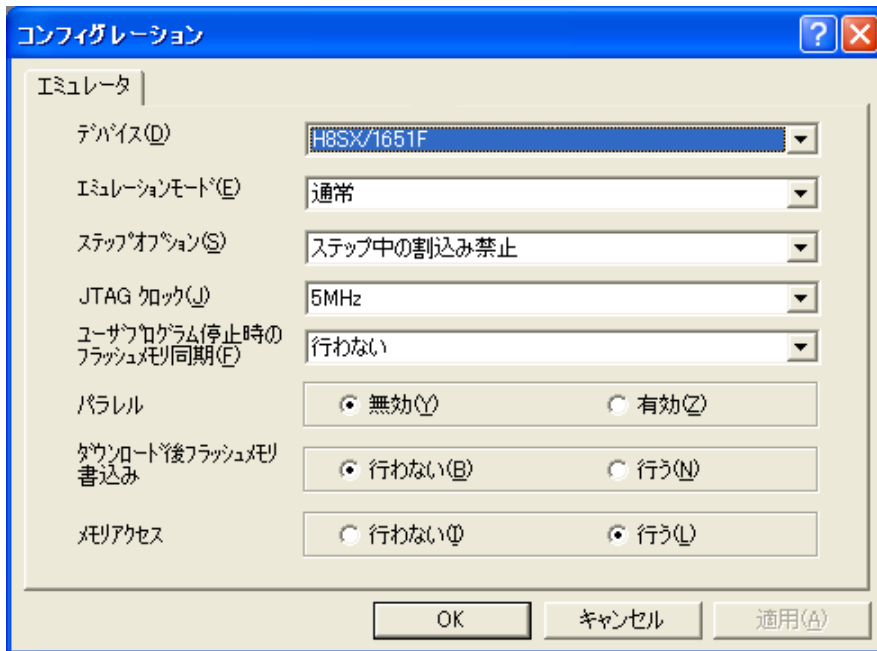 コンフィグレーション
エミュレータ
ﾃﾞﾊﾞｲｽ(D)
H8SX/1651F
ｴﾐｭﾚｰｼｮﾝﾓｰﾄﾞ(E)
通常
ｽﾃｯﾌﾟｵﾌﾟｼｮﾝ(S)
ステップ中の割込み禁止
JTAG ｸﾛｯｸ(J)
5MHz
ﾕｰｻﾞﾌﾟﾛｸﾞﾗﾑ停止時の
ﾌﾗｯｼｭﾒﾓﾘ同期(F)
行わない
パラレル
無効(Y)
有効(Z)
ﾀﾞｳﾝﾛｰﾄﾞ後ﾌﾗｯｼｭﾒﾓﾘ
書込み
行わない(B)
行う(N)
ﾒﾓﾘｱｸｾｽ
行わない(I)
行う(L)
OK
キャンセル
適用(A)